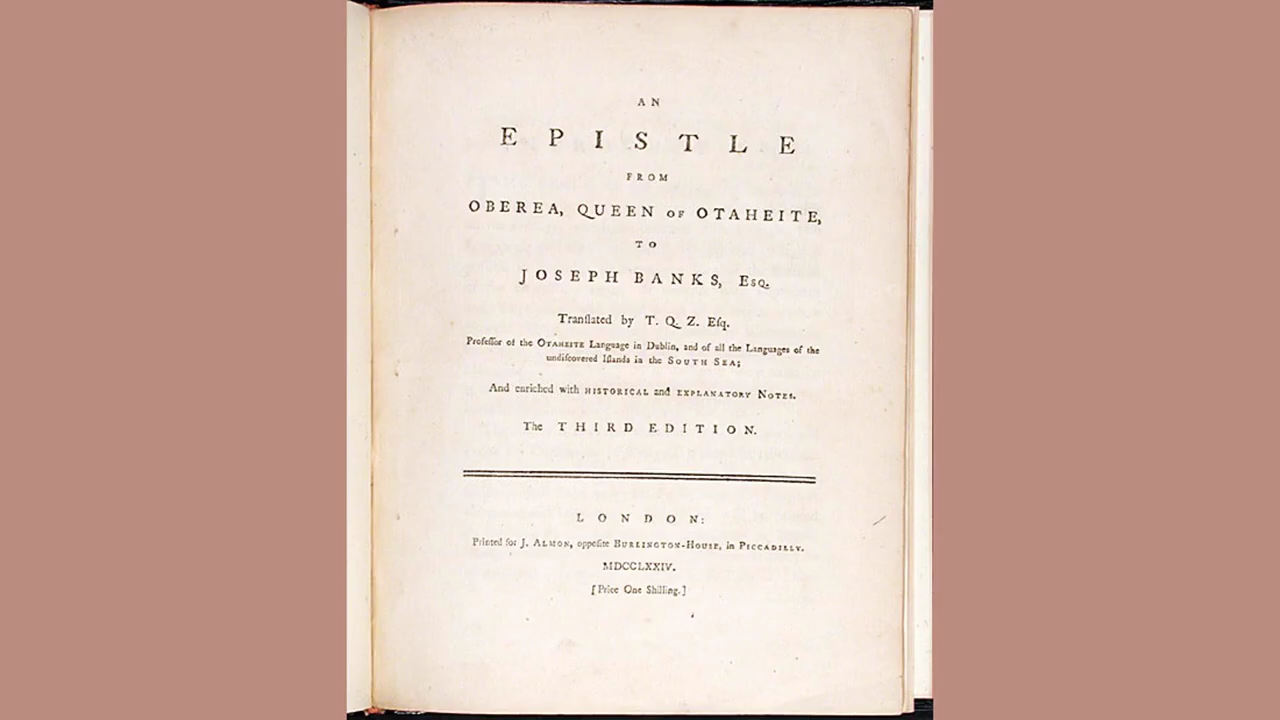 AN
EPISTLE
FROM
OBEREA, QUEEN OF OTAHEITE,
TO
JOSEPH BANKS, Esq.
Tranſlated by T. Q. Z. Eſq.
Profeſſor of the OTAHEITE Language in Dublin, and of all the Languages of the
undiſcovered Iſlands in the SOUTH SEA;
And enriched with HISTORICAL and EXPLANATORY NOTES.
The THIRD EDITION.
LONDON:
Printed for J. ALMON, oppoſite BURLINGTON-HOUSE, in PICCADILLY.
MDCCLXXIV.
[Price One Shilling.]